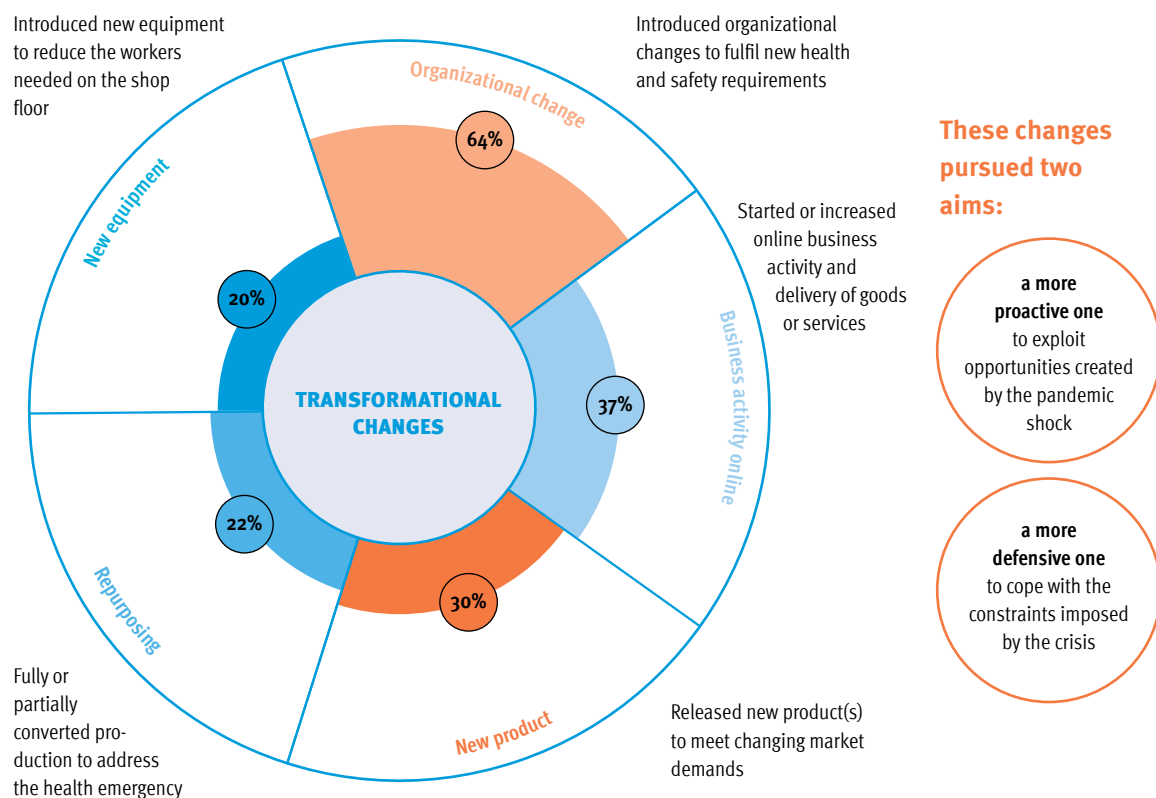 Introduced new equipment
to reduce the workers
needed on the shop
floor
Introduced organizational
changes to fulfil new health
and safety requirements
Organizational change
64%
New equipment
20%
Started or increased
online business
activity and
delivery of goods
or services
Business activity online
37%
TRANSFORMATIONAL
CHANGES
22%
Repurposing
30%
New product
Fully or
partially
converted pro-
duction to address
the health emergency
Released new product(s)
to meet changing market
demands
These changes
pursued two
aims:
a more
proactive one
to exploit
opportunities created
by the pandemic
shock
a more
defensive one
to cope with the
constraints imposed
by the crisis